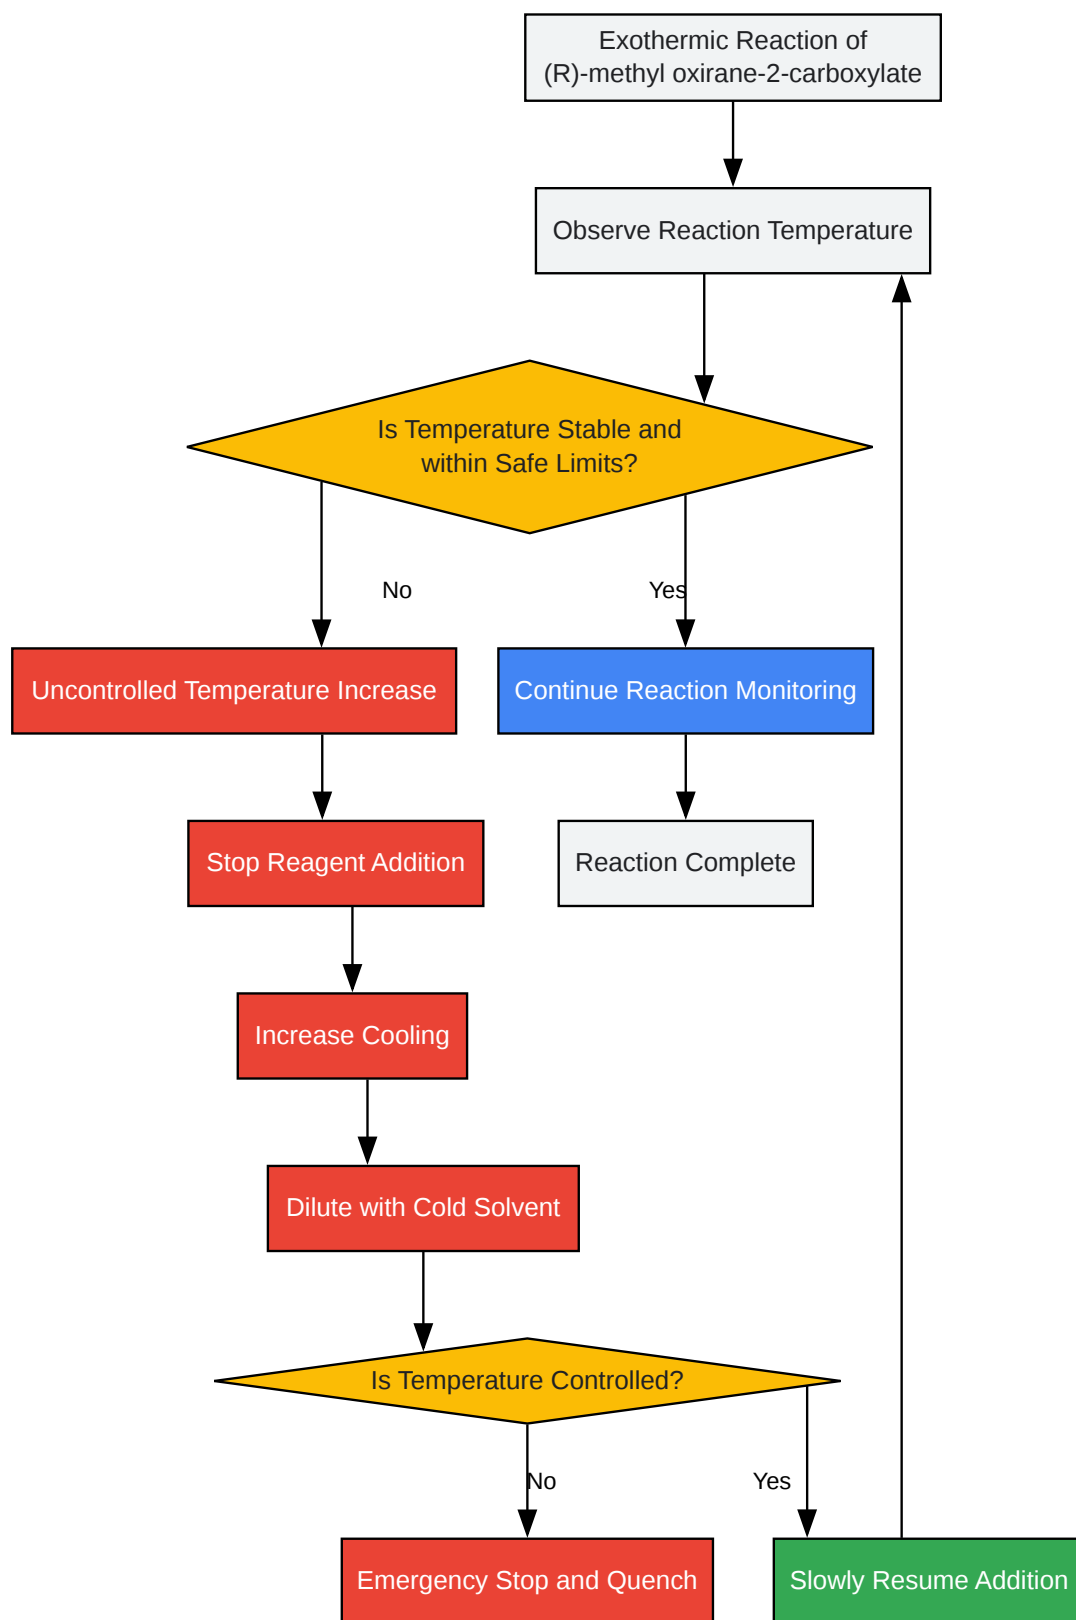 Exothermic Reaction of
(R)-methyl oxirane-2-carboxylate
Observe Reaction Temperature
Is Temperature Stable and
within Safe Limits?
No
Yes
Uncontrolled Temperature Increase
Continue Reaction Monitoring
Stop Reagent Addition
Reaction Complete
Increase Cooling
Dilute with Cold Solvent
Is Temperature Controlled?
No
Yes
Emergency Stop and Quench
Slowly Resume Addition